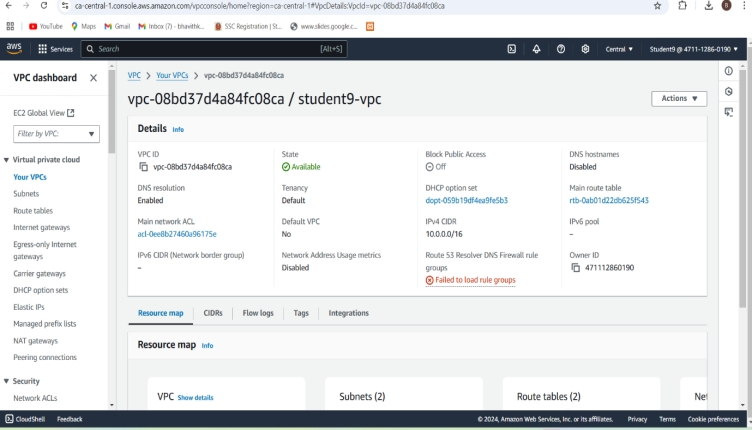 ca-central-1.console.aws.amazon.com/vpcconsole/home?region=ca-central-1#VpcDetails:VpcId=vpc-08bd37d4a84fc08ca
YouTube Maps Gmail Inbox (7) - bhavithk... SSC Registration | St... www.slides.google.c...
aws Services Search [Alt+S] Central ▼ Student9 @ 4711-1286-0190 ▼
VPC dashboard X
EC2 Global View
Filter by VPC:
Virtual private cloud
Your VPCs
Subnets
Route tables
Internet gateways
Egress-only Internet
gateways
Carrier gateways
DHCP option sets
Elastic IPs
Managed prefix lists
NAT gateways
Peering connections
Security
Network ACLs
VPC > Your VPCs > vpc-08bd37d4a84fc08ca
vpc-08bd37d4a84fc08ca / student9-vpc
Actions ▼
Details Info
VPC ID
vpc-08bd37d4a84fc08ca
State
Available
Block Public Access
Off
DNS hostnames
Disabled
DNS resolution
Enabled
Tenancy
Default
DHCP option set
dopt-059b19df4ea9fe5b3
Main route table
rtb-0ab01d22db625f543
Main network ACL
acl-0ee8b27460a96175e
Default VPC
No
IPv4 CIDR
10.0.0.0/16
IPv6 pool
–
IPv6 CIDR (Network border group)
–
Network Address Usage metrics
Disabled
Route 53 Resolver DNS Firewall rule
groups
Failed to load rule groups
Owner ID
471112860190
Resource map CIDRs Flow logs Tags Integrations
Resource map Info
VPC Show details
Subnets (2)
Route tables (2)
Net
CloudShell Feedback © 2024, Amazon Web Services, Inc. or its affiliates. Privacy Terms Cookie preferences